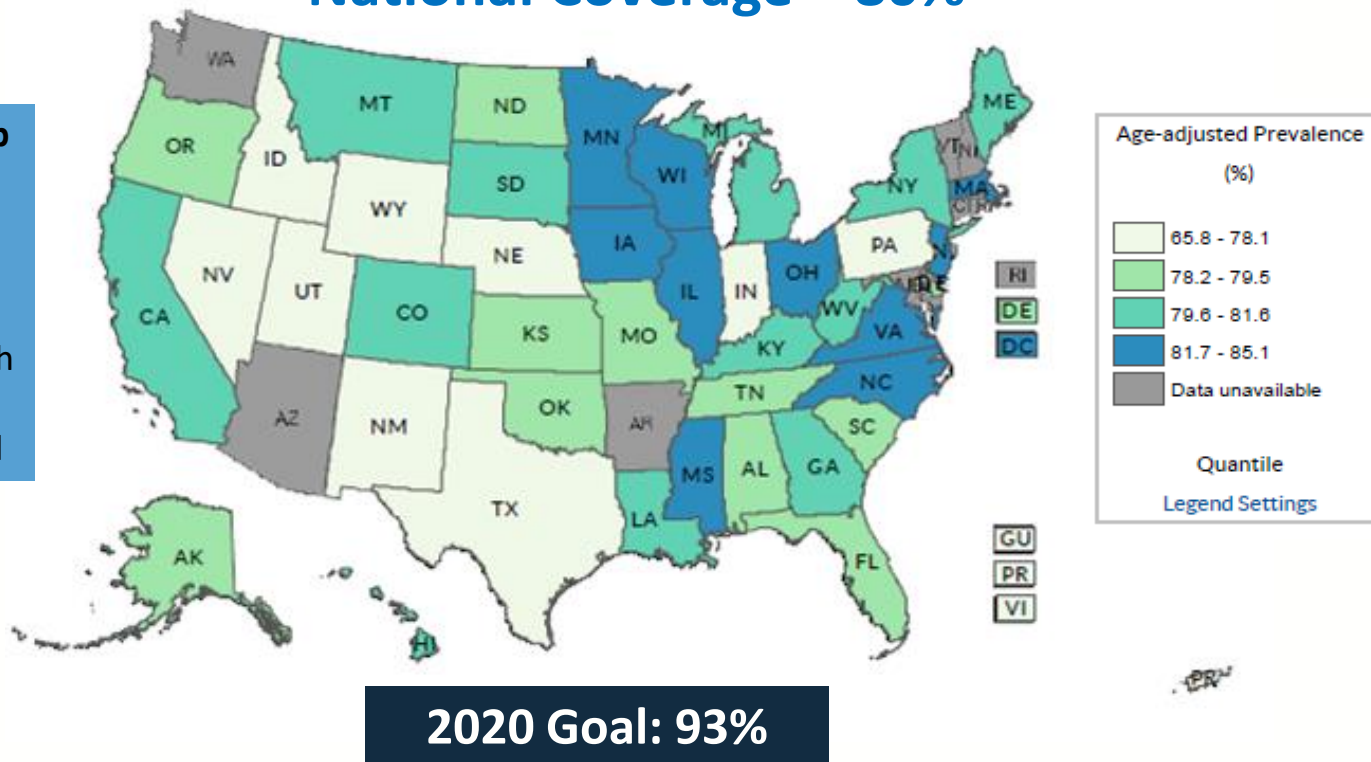 National Coverage ~ 80%
WA
MT
ND
MN
ME
OR
ID
SD
WI
MI
NY
MA
WY
IA
NE
PA
NV
UT
CO
IL
IN
OH
CA
KS
MO
WV
VA
KY
NC
TN
AZ
NM
OK
AR
SC
MS
AL
GA
TX
LA
FL
AK
HI
RI
DE
DC
GU
PR
VI
PR
Age-adjusted Prevalence
(%)
65.8 - 78.1
78.2 - 79.5
79.6 - 81.6
81.7 - 85.1
Data unavailable
Quantile
Legend Settings
2020 Goal: 93%